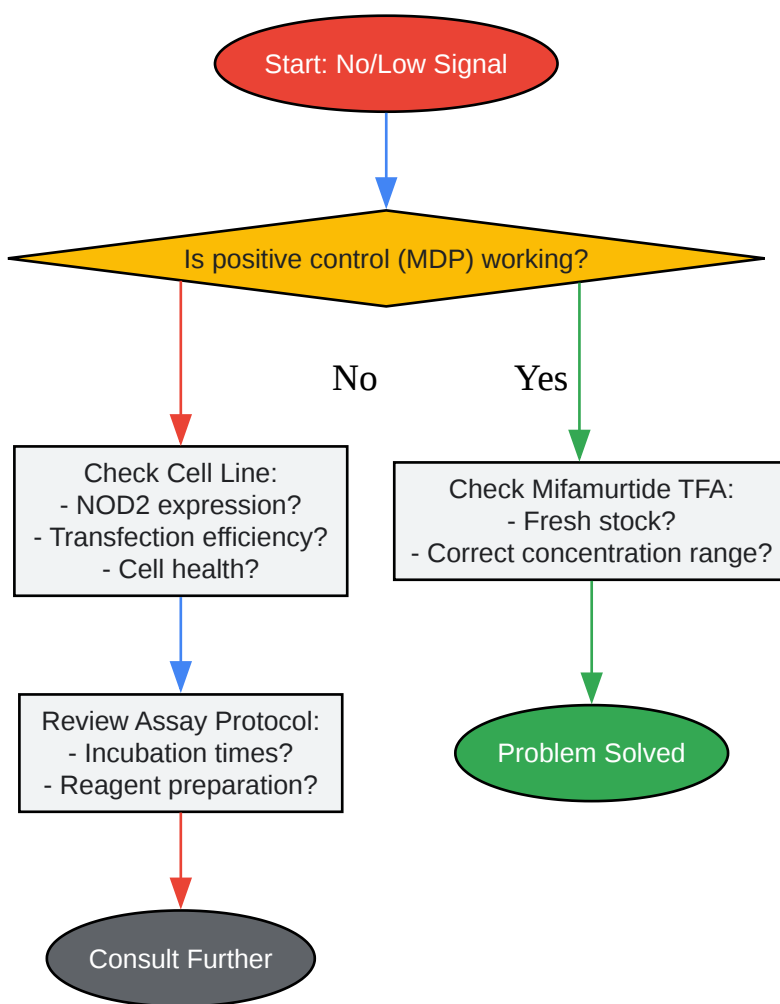 Start: No/Low Signal
Is positive control (MDP) working?
No
Yes
Check Cell Line:
- NOD2 expression?
- Transfection efficiency?
- Cell health?
Check Mifamurtide TFA:
- Fresh stock?
- Correct concentration range?
Review Assay Protocol:
- Incubation times?
- Reagent preparation?
Problem Solved
Consult Further